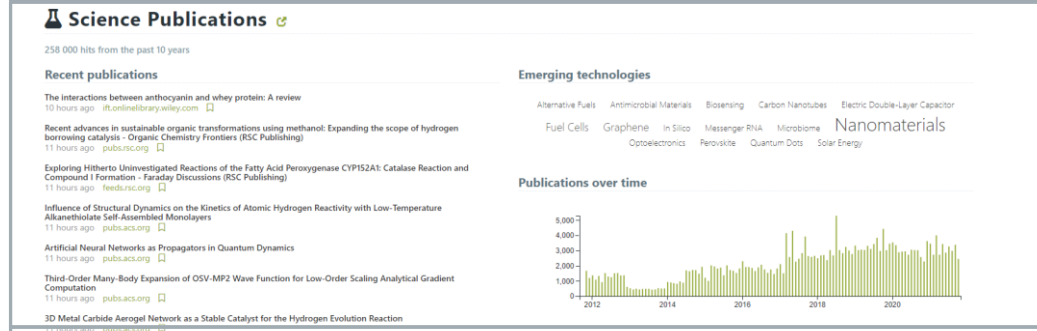 Science Publications
258 000 hits from the past 10 years
Recent publications
The interactions between anthocyanin and whey protein: A review
10 hours ago ift.onlinelibrary.wiley.com
Recent advances in sustainable organic transformations using methanol: Expanding the scope of hydrogen
borrowing catalysis - Organic Chemistry Frontiers (RSC Publishing)
11 hours ago pubs.rsc.org
Exploring Hitherto Uninvestigated Reactions of the Fatty Acid Peroxygenase CYP152A1: Catalase Reaction and
Compound I Formation - Faraday Discussions (RSC Publishing)
11 hours ago feeds.rsc.org
Influence of Structural Dynamics on the Kinetics of Atomic Hydrogen Reactivity with Low-Temperature
Alkanethiolate Self-Assembled Monolayers
11 hours ago pubs.acs.org
Artificial Neural Networks as Propagators in Quantum Dynamics
11 hours ago pubs.acs.org
Third-Order Many-Body Expansion of OSV-MP2 Wave Function for Low-Order Scaling Analytical Gradient
Computation
11 hours ago pubs.acs.org
3D Metal Carbide Aerogel Network as a Stable Catalyst for the Hydrogen Evolution Reaction
Emerging technologies
Alternative Fuels Antimicrobial Materials Biosensing Carbon Nanotubes Electric Double-Layer Capacitor
Fuel Cells Graphene In Silico Messenger RNA Microbiome Nanomaterials
Optoelectronics Perovskite Quantum Dots Solar Energy
Publications over time
5,000
4,000
3,000
2,000
1,000
0
2012 2014 2016 2018 2020